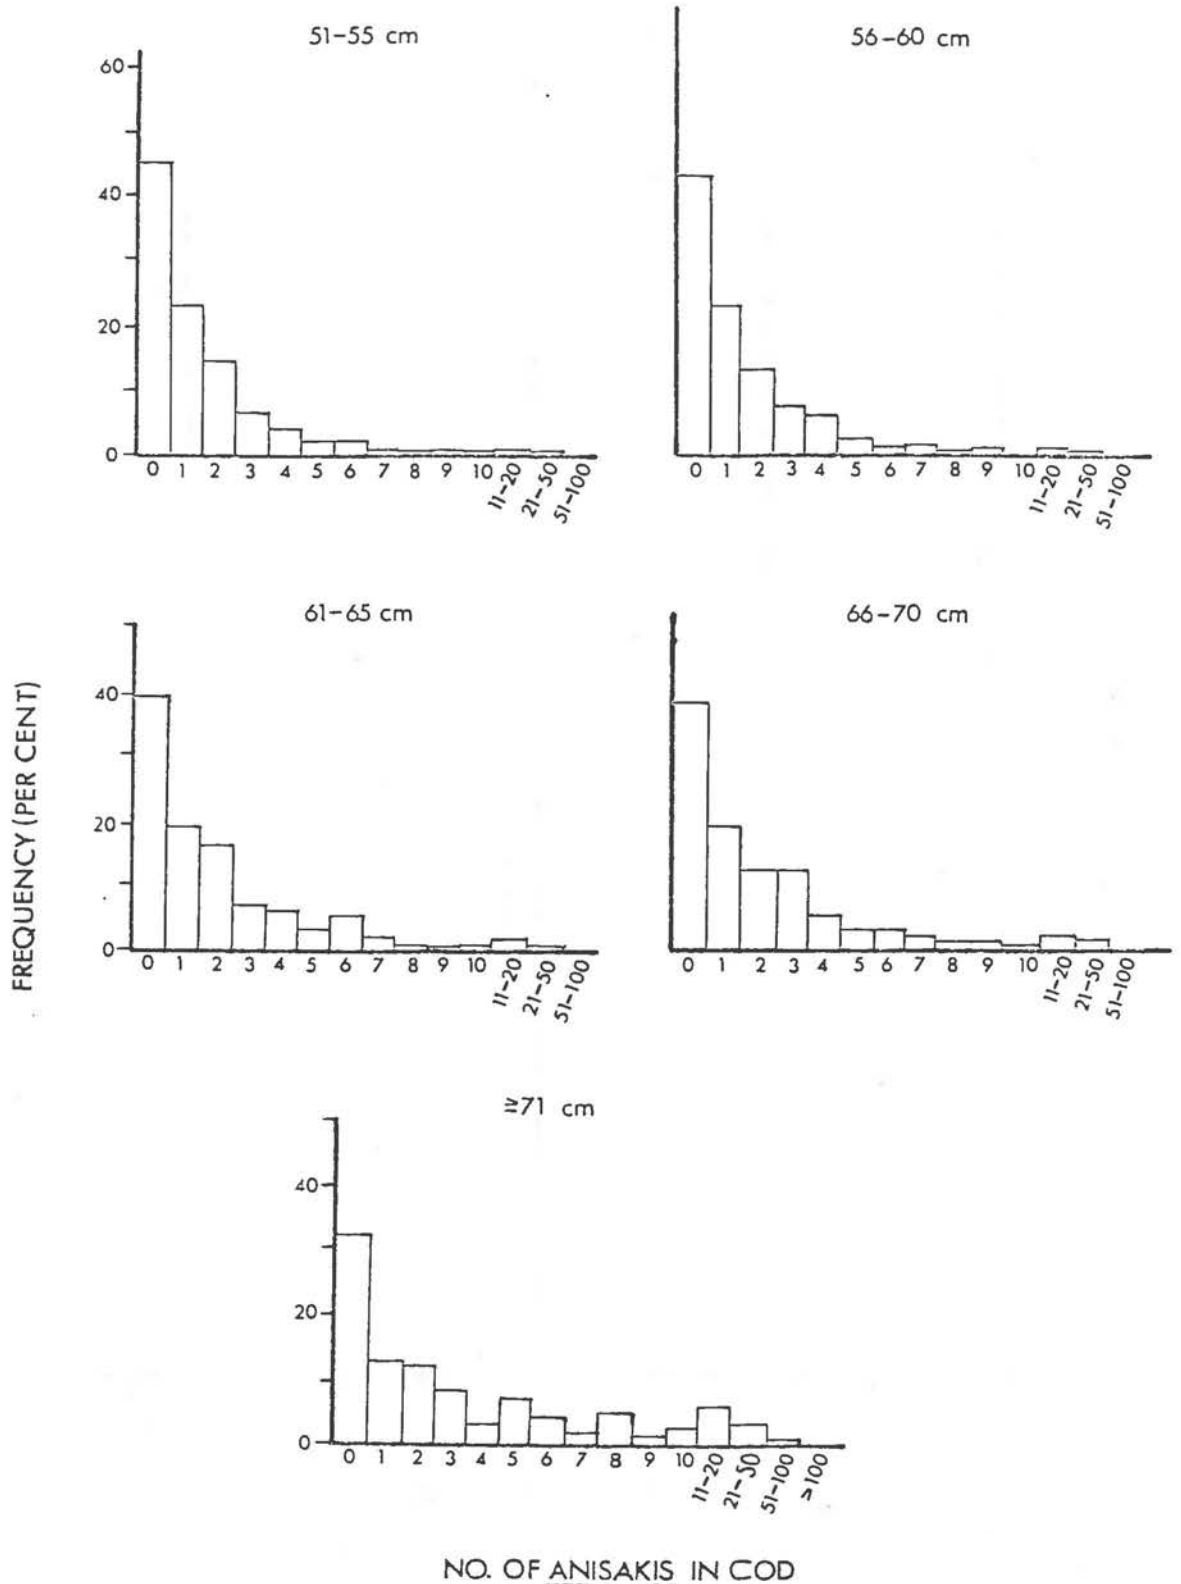 51-55 cm
60
40
20
0
0 1 2 3 4 5 6 7 8 9 10 11-20 21-50 51-100
56-60 cm
0 1 2 3 4 5 6 7 8 9 10 11-20 21-50 51-100
FREQUENCY (PER CENT)
61-65 cm
40
20
0
0 1 2 3 4 5 6 7 8 9 10 11-20 21-50 51-100
66-70 cm
0 1 2 3 4 5 6 7 8 9 10 11-20 21-50 51-100
≧71 cm
40
20
0
0 1 2 3 4 5 6 7 8 9 10 11-20 21-50 51-100 >100
NO. OF ANISAKIS IN COD